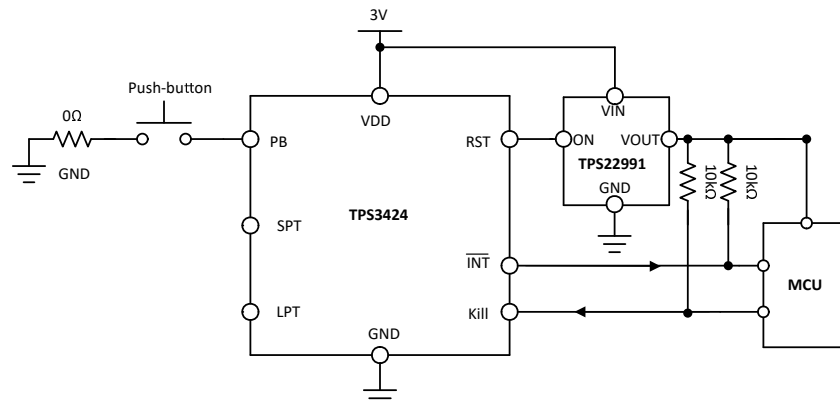 3V
Push-button
0Ω
GND
VDD
PB
RST
SPT
LPT
TPS3424
INT
Kill
GND
VIN
ON
VOUT
TPS22991
GND
10kΩ
10kΩ
MCU